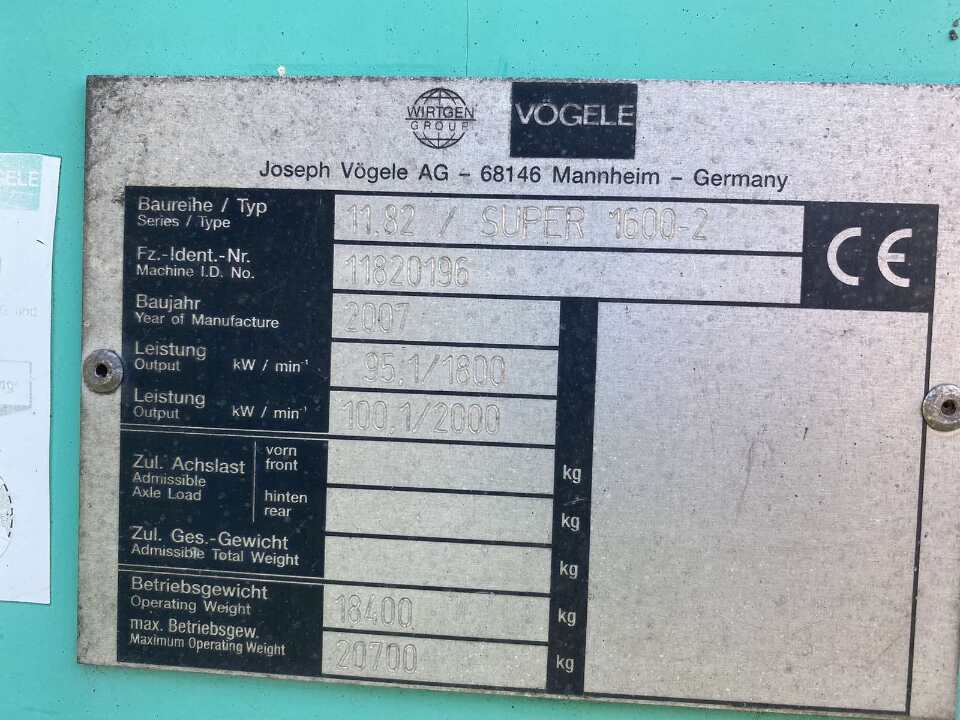 WIRTGEN
GROUP
VÖGELE
Joseph Vögele AG – 68146 Mannheim – Germany
Baureihe / Typ
Series / Type
11.82 / SUPER 1600-2
Fz.-Ident.-Nr.
Machine I.D. No.
11820196
CE
Baujahr
Year of Manufacture
2007
Leistung
Output kW / min⁻¹
95,1/1800
Leistung
Output kW / min⁻¹
100,1/2000
Zul. Achslast
Admissible
Axle Load
vorn
front
kg
hinten
rear
kg
Zul. Ges.-Gewicht
Admissible Total Weight
kg
Betriebsgewicht
Operating Weight
18400 kg
max. Betriebsgew.
Maximum Operating Weight
20700 kg